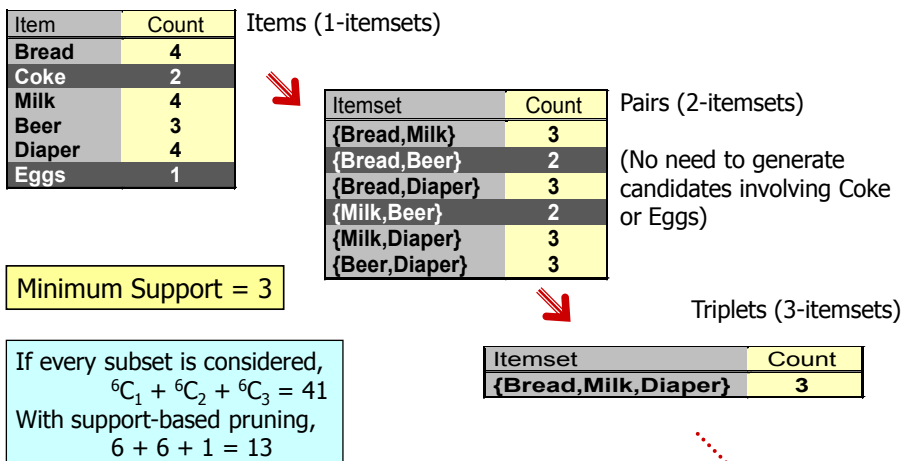 Item Count
Bread 4
Coke 2
Milk 4
Beer 3
Diaper 4
Eggs 1
Items (1-itemsets)
Itemset Count
{Bread,Milk} 3
{Bread,Beer} 2
{Bread,Diaper} 3
{Milk,Beer} 2
{Milk,Diaper} 3
{Beer,Diaper} 3
Pairs (2-itemsets)
(No need to generate
candidates involving Coke
or Eggs)
Minimum Support = 3
Triplets (3-itemsets)
If every subset is considered,
⁶C₁ + ⁶C₂ + ⁶C₃ = 41
With support-based pruning,
6 + 6 + 1 = 13
Itemset Count
{Bread,Milk,Diaper} 3